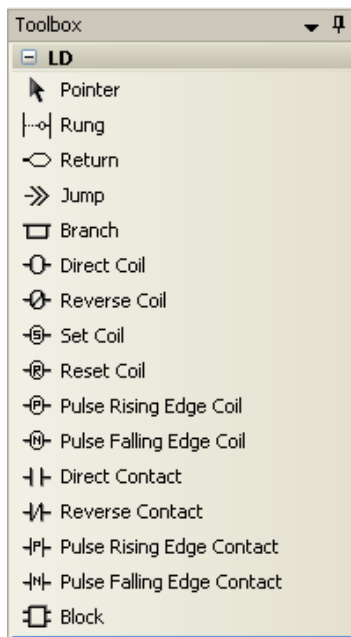 Toolbox
LD
Pointer
Rung
Return
Jump
Branch
Direct Coil
Reverse Coil
S Set Coil
R Reset Coil
P Pulse Rising Edge Coil
N Pulse Falling Edge Coil
Direct Contact
Reverse Contact
P Pulse Rising Edge Contact
N Pulse Falling Edge Contact
Block